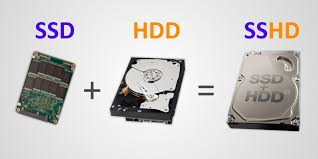 SSD HDD SSHD
+ =
SSD
+
HDD